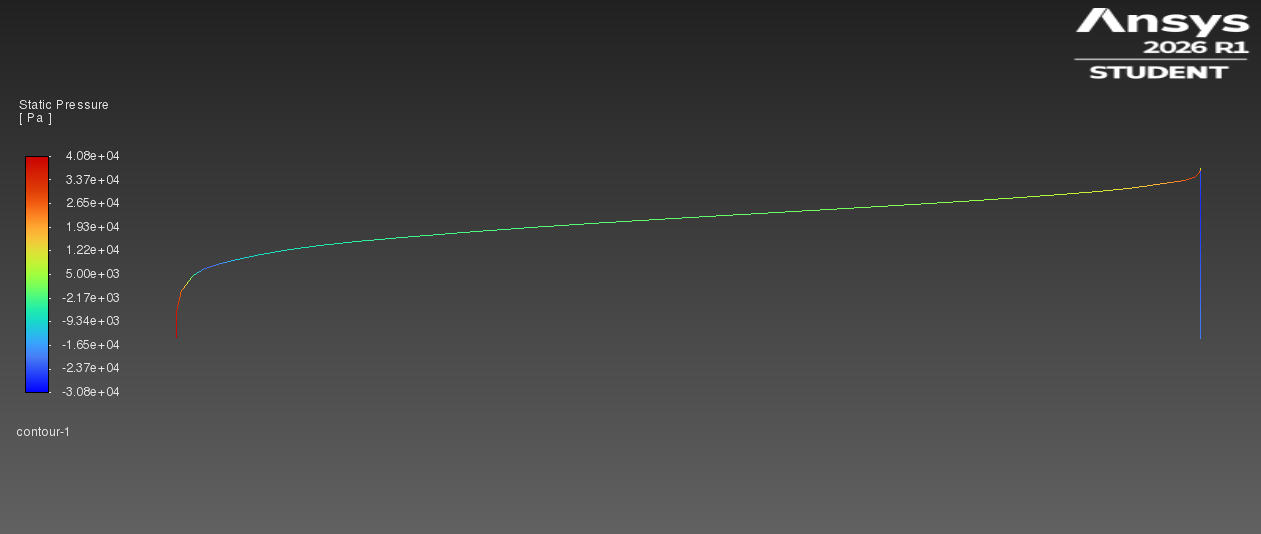 Ansys
2026 R1
STUDENT
Static Pressure
[ Pa ]
4.08e+04
3.37e+04
2.65e+04
1.93e+04
1.22e+04
5.00e+03
-2.17e+03
-9.34e+03
-1.65e+04
-2.37e+04
-3.08e+04
contour-1